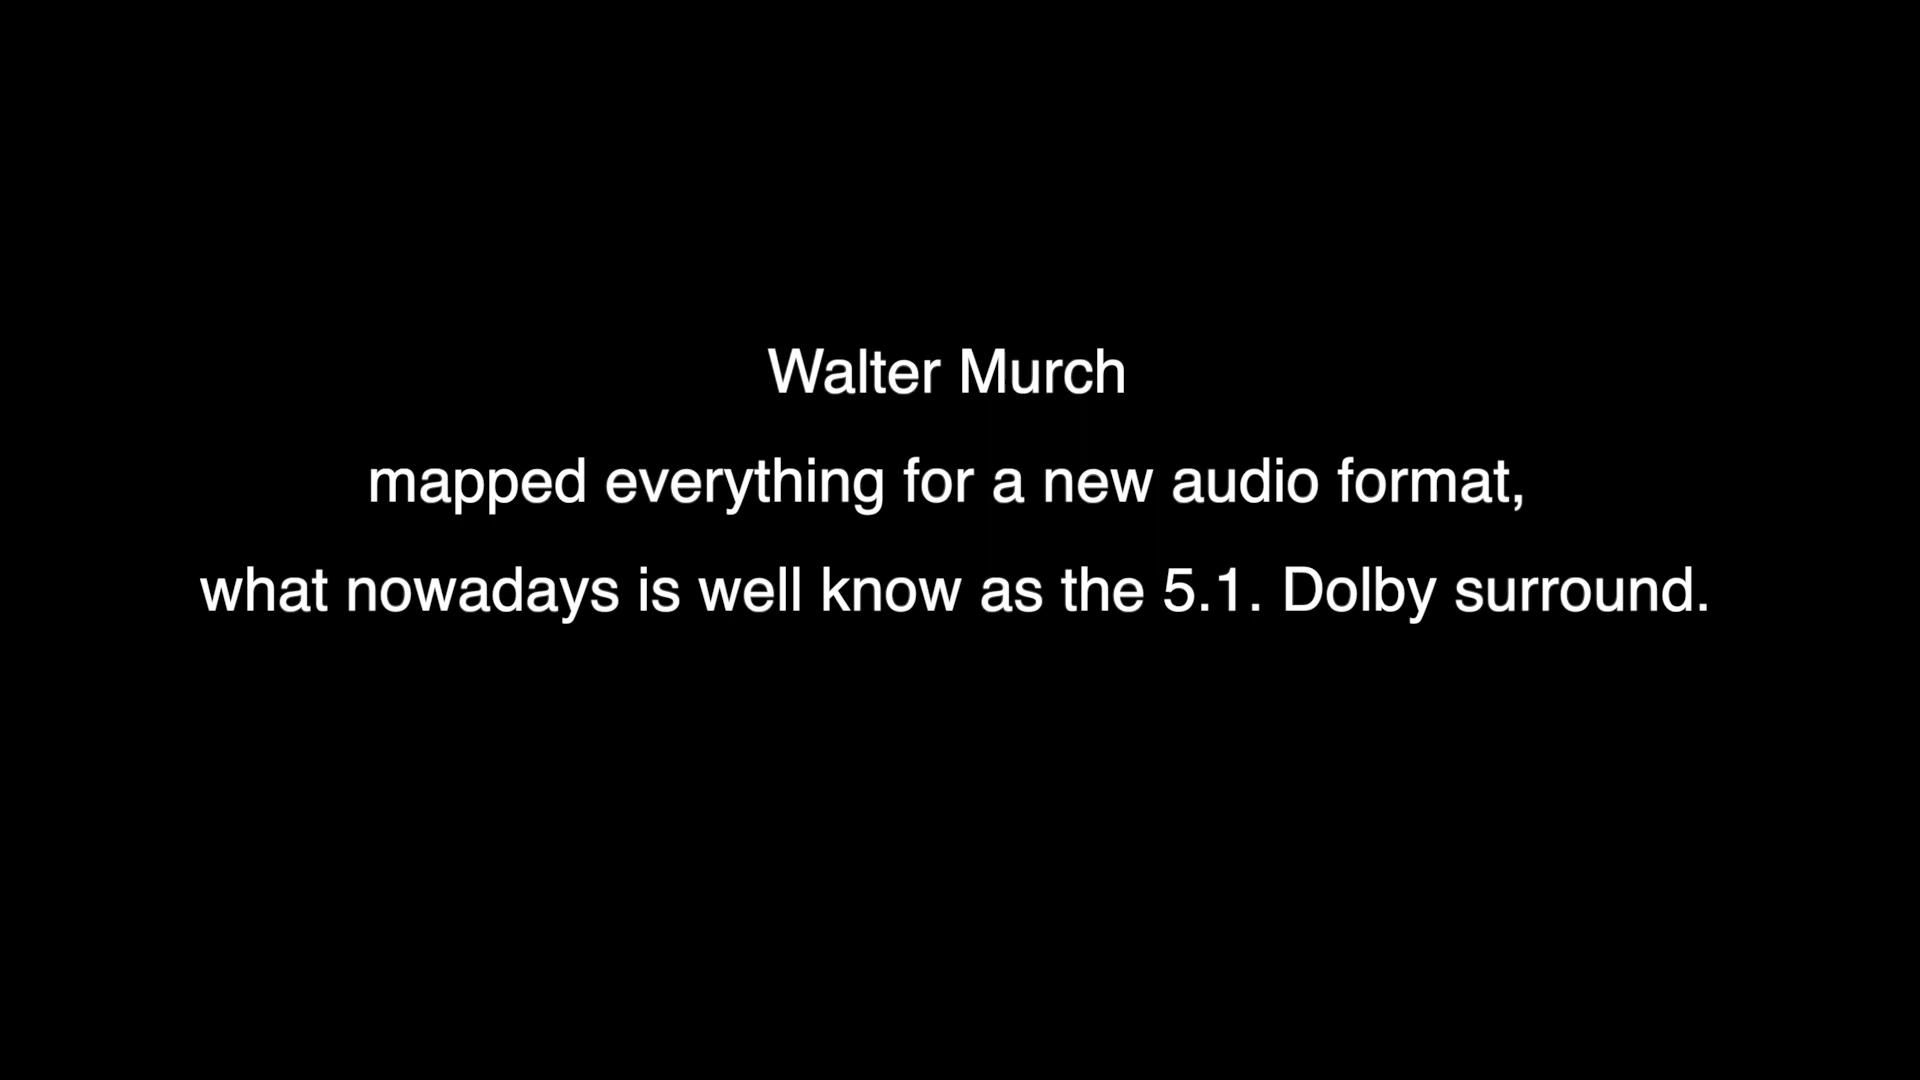 Walter Murch
mapped everything for a new audio format,
what nowadays is well know as the 5.1. Dolby surround.